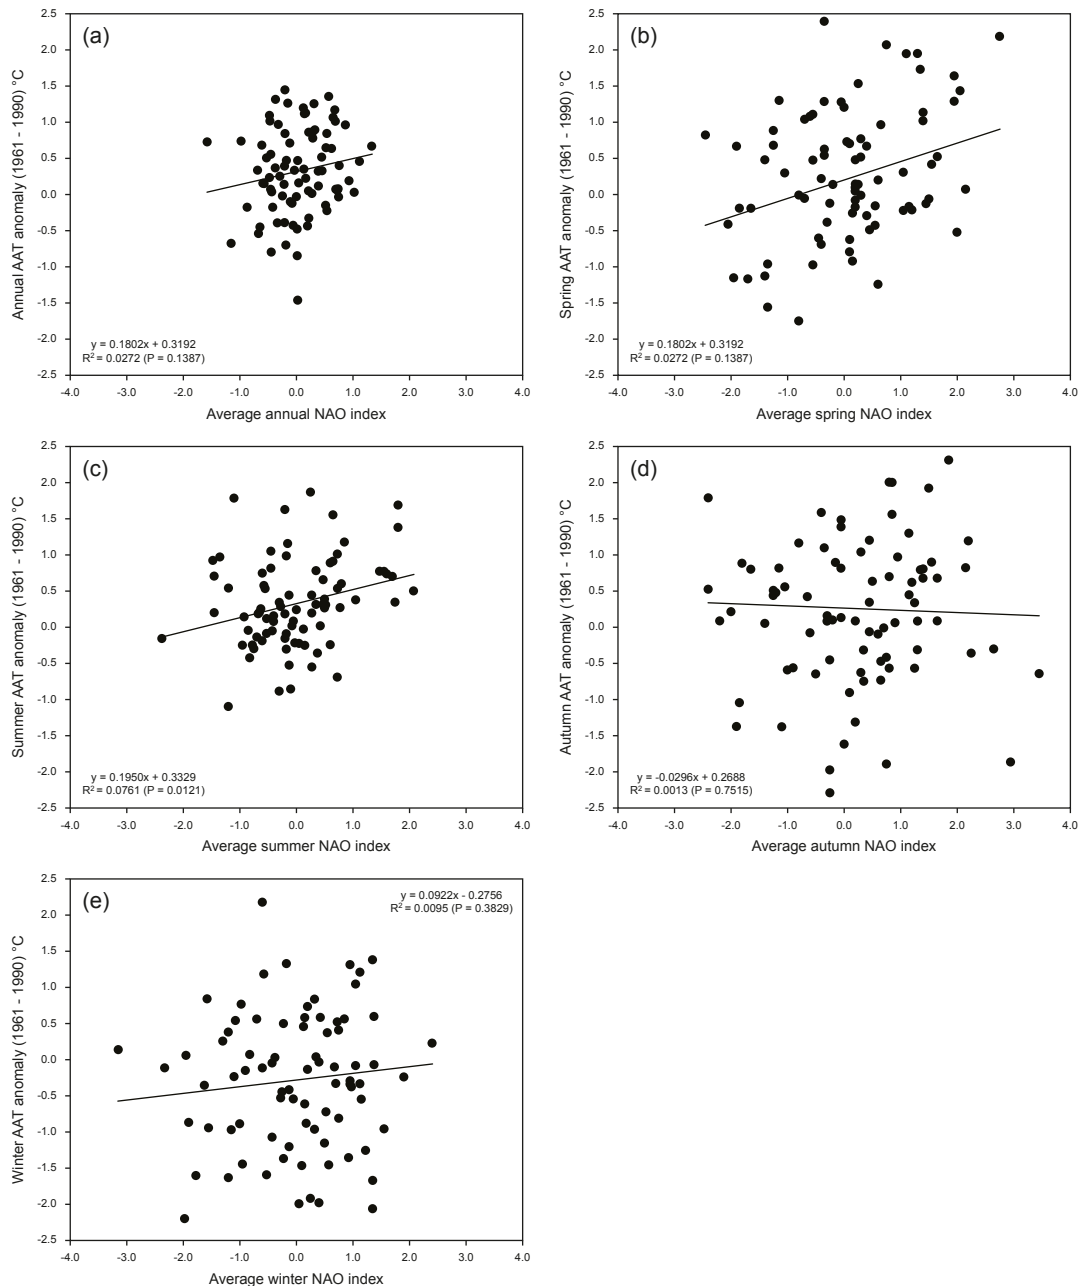 (a)
Annual AAT anomaly (1961 - 1990) °C
2.5
2.0
1.5
1.0
0.5
0.0
-0.5
-1.0
-1.5
-2.0
-2.5
y = 0.1802x + 0.3192
R² = 0.0272 (P = 0.1387)
-4.0 -3.0 -2.0 -1.0 0.0 1.0 2.0 3.0 4.0
Average annual NAO index
(b)
Spring AAT anomaly (1961 - 1990) °C
2.5
2.0
1.5
1.0
0.5
0.0
-0.5
-1.0
-1.5
-2.0
-2.5
y = 0.1802x + 0.3192
R² = 0.0272 (P = 0.1387)
-4.0 -3.0 -2.0 -1.0 0.0 1.0 2.0 3.0 4.0
Average spring NAO index
(c)
Summer AAT anomaly (1961 - 1990) °C
2.5
2.0
1.5
1.0
0.5
0.0
-0.5
-1.0
-1.5
-2.0
-2.5
y = 0.1950x + 0.3329
R² = 0.0761 (P = 0.0121)
-4.0 -3.0 -2.0 -1.0 0.0 1.0 2.0 3.0 4.0
Average summer NAO index
(d)
Autumn AAT anomaly (1961 - 1990) °C
2.5
2.0
1.5
1.0
0.5
0.0
-0.5
-1.0
-1.5
-2.0
-2.5
y = -0.0296x + 0.2688
R² = 0.0013 (P = 0.7515)
-4.0 -3.0 -2.0 -1.0 0.0 1.0 2.0 3.0 4.0
Average autumn NAO index
(e)
Winter AAT anomaly (1961 - 1990) °C
2.5
2.0
1.5
1.0
0.5
0.0
-0.5
-1.0
-1.5
-2.0
-2.5
y = 0.0922x - 0.2756
R² = 0.0095 (P = 0.3829)
-4.0 -3.0 -2.0 -1.0 0.0 1.0 2.0 3.0 4.0
Average winter NAO index